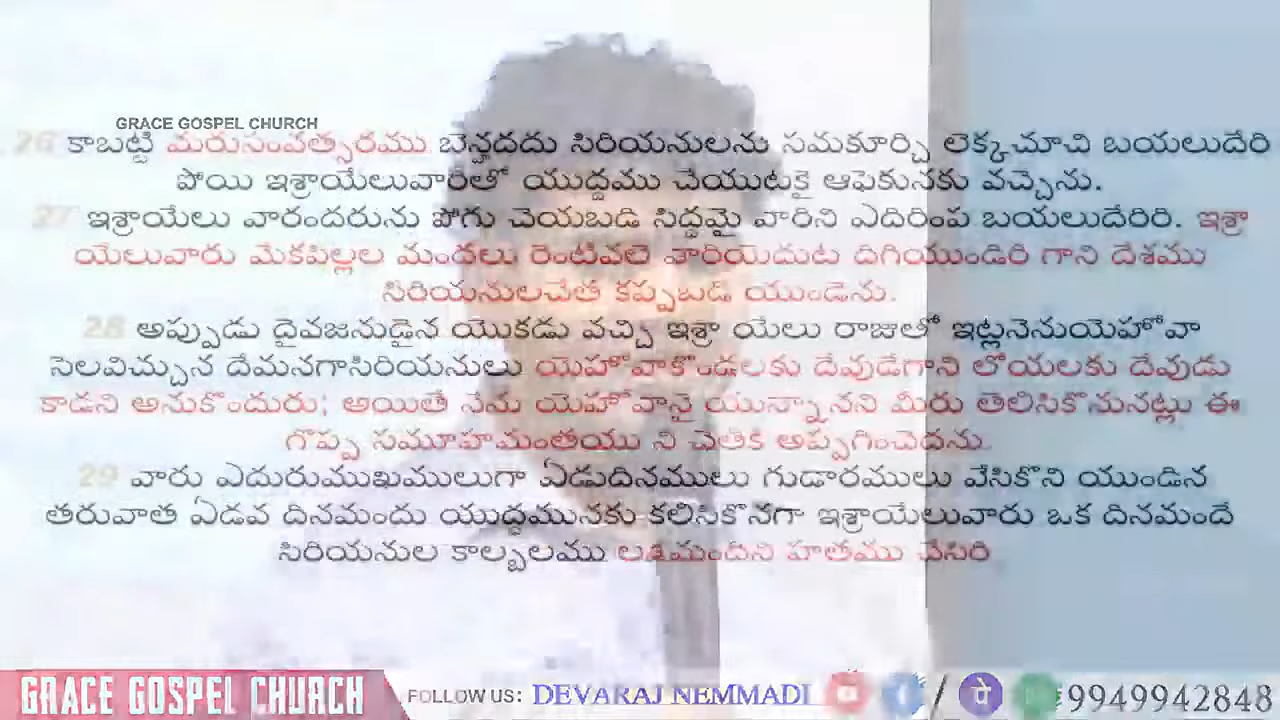 GRACE GOSPEL CHURCH
26 కాబట్టి మరుసంవత్సరము బెన్హదదు సిరియనులను సమకూర్చి లెక్కచూచి బయలుదేరి
పోయి ఇశ్రాయేలువారితో యుద్ధము చేయుటకై ఆఫెకునకు వచ్చెను.
27 ఇశ్రాయేలు వారందరును పోగు చేయబడి సిద్ధమై వారిని ఎదిరింప బయలుదేరిరి. ఇశ్రా
యేలువారు మేకపిల్లల మందలు రెంటివలె వారియెదుట దిగియుండిరి గాని దేశము
సిరియనులచేత కప్పబడి యుండెను.
28 అప్పుడు దైవజనుడైన యొకడు వచ్చి ఇశ్రా యేలు రాజుతో ఇట్లనెనుయెహోవా
సెలవిచ్చున దేమనగాసిరియనులు యెహోవాకొండలకు దేవుడేగాని లోయలకు దేవుడు
కాడని అనుకొందురు; అయితే నేను యెహోవానై యున్నానని మీరు తెలిసికొనునట్లు ఈ
గొప్ప సమూహమంతయు నీ చేతికి అప్పగించెదను.
29 వారు ఎదురుముఖములుగా ఏడుదినములు గుడారములు వేసికొని యుండిన
తరువాత ఏడవ దినమందు యుద్ధమునకు కలిసికొనగా ఇశ్రాయేలువారు ఒక దినమందే
సిరియనుల కాల్బలము లక్షమందిని హతము చేసిరి
GRACE GOSPEL CHURCH FOLLOW US: DEVARAJ NEMMADI / 9949942848